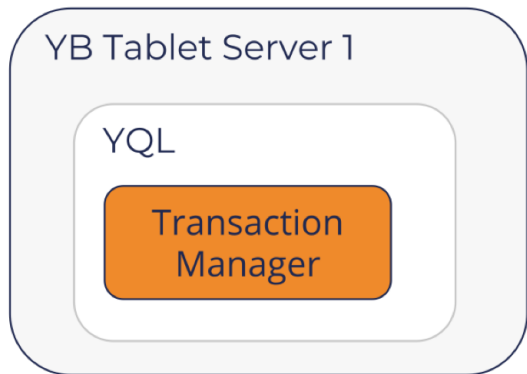 YB Tablet Server 1
YQL
Transaction
Manager